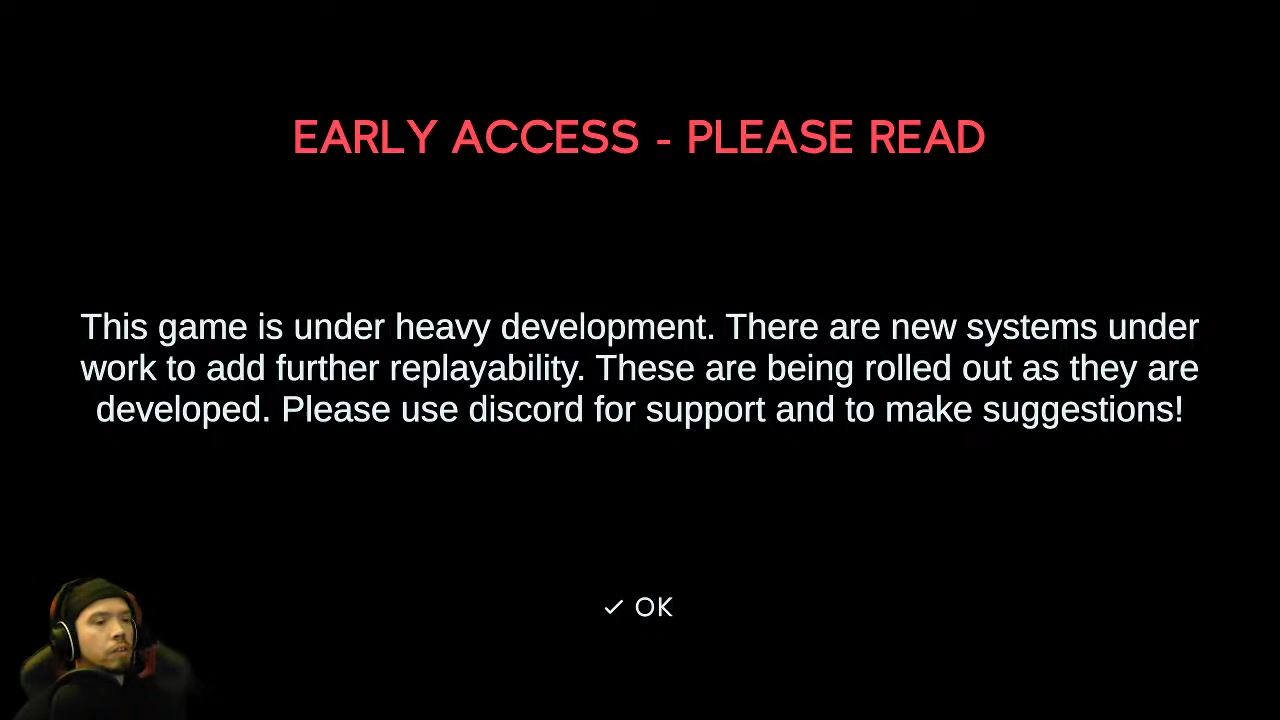 EARLY ACCESS - PLEASE READ
This game is under heavy development. There are new systems under
work to add further replayability. These are being rolled out as they are
developed. Please use discord for support and to make suggestions!
✓ OK